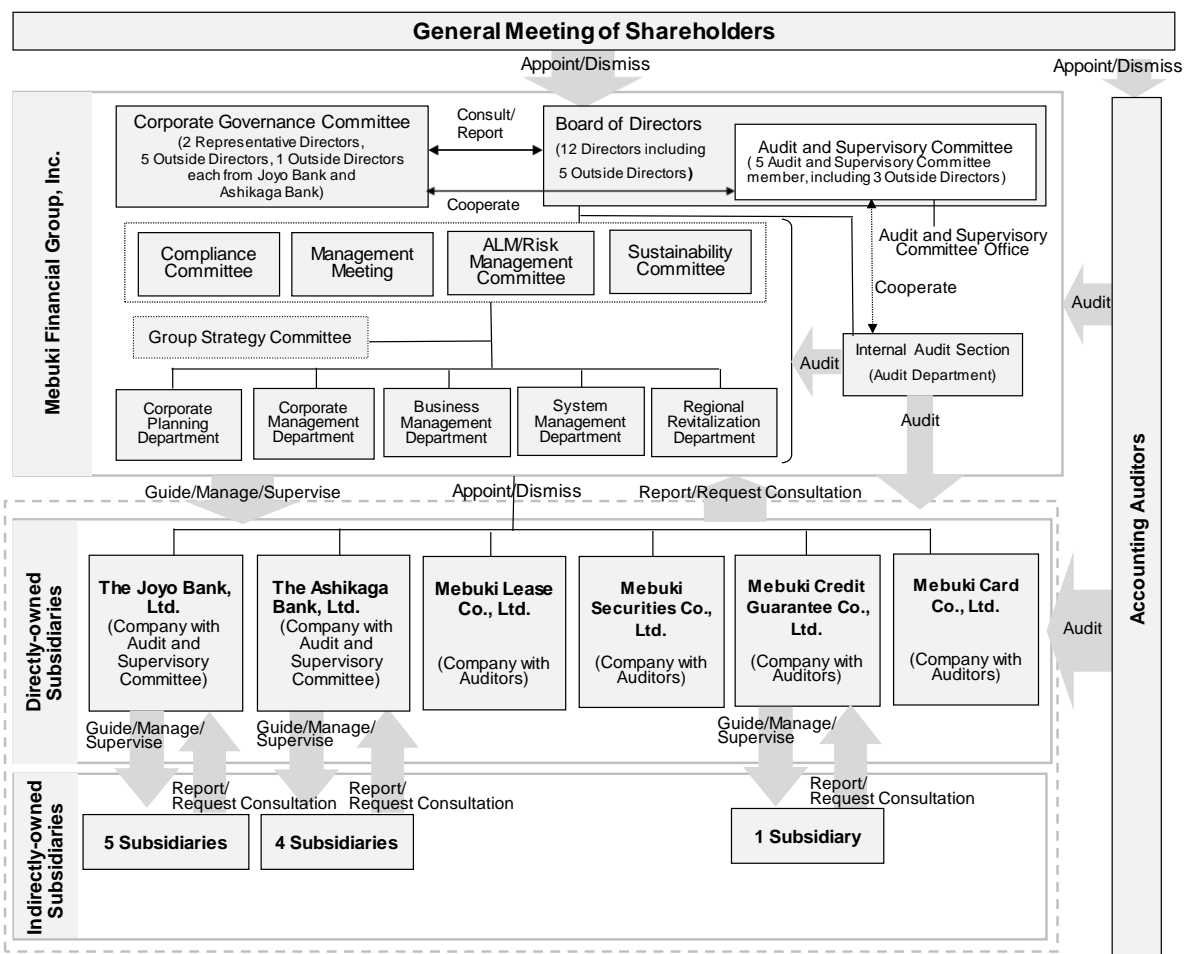 General Meeting of Shareholders
Appoint/Dismiss
Appoint/Dismiss
Mebuki Financial Group, Inc.
Corporate Governance Committee
(2 Representative Directors,
5 Outside Directors, 1 Outside Directors
each from Joyo Bank and
Ashikaga Bank)
Consult/
Report
Cooperate
Board of Directors
(12 Directors including
5 Outside Directors)
Audit and Supervisory Committee
( 5 Audit and Supervisory Committee
member, including 3 Outside Directors)
Audit and Supervisory
Committee Office
Cooperate
Compliance
Committee
Management
Meeting
ALM/Risk
Management
Committee
Sustainability
Committee
Group Strategy Committee
Audit
Internal Audit Section
(Audit Department)
Audit
Audit
Corporate
Planning
Department
Corporate
Management
Department
Business
Management
Department
System
Management
Department
Regional
Revitalization
Department
Guide/Manage/Supervise
Appoint/Dismiss
Report/Request Consultation
Accounting Auditors
Directly-owned
Subsidiaries
The Joyo Bank,
Ltd.
(Company with
Audit and
Supervisory
Committee)
The Ashikaga
Bank, Ltd.
(Company with
Audit and
Supervisory
Committee)
Mebuki Lease
Co., Ltd.
(Company with
Auditors)
Mebuki
Securities Co.,
Ltd.
(Company with
Auditors)
Mebuki Credit
Guarantee Co.,
Ltd.
(Company with
Auditors)
Mebuki Card
Co., Ltd.
(Company with
Auditors)
Audit
Guide/Manage/
Supervise
Guide/Manage/
Supervise
Guide/Manage/
Supervise
Report/
Request Consultation
Report/
Request Consultation
Report/
Request Consultation
Indirectly-owned
Subsidiaries
5 Subsidiaries
4 Subsidiaries
1 Subsidiary